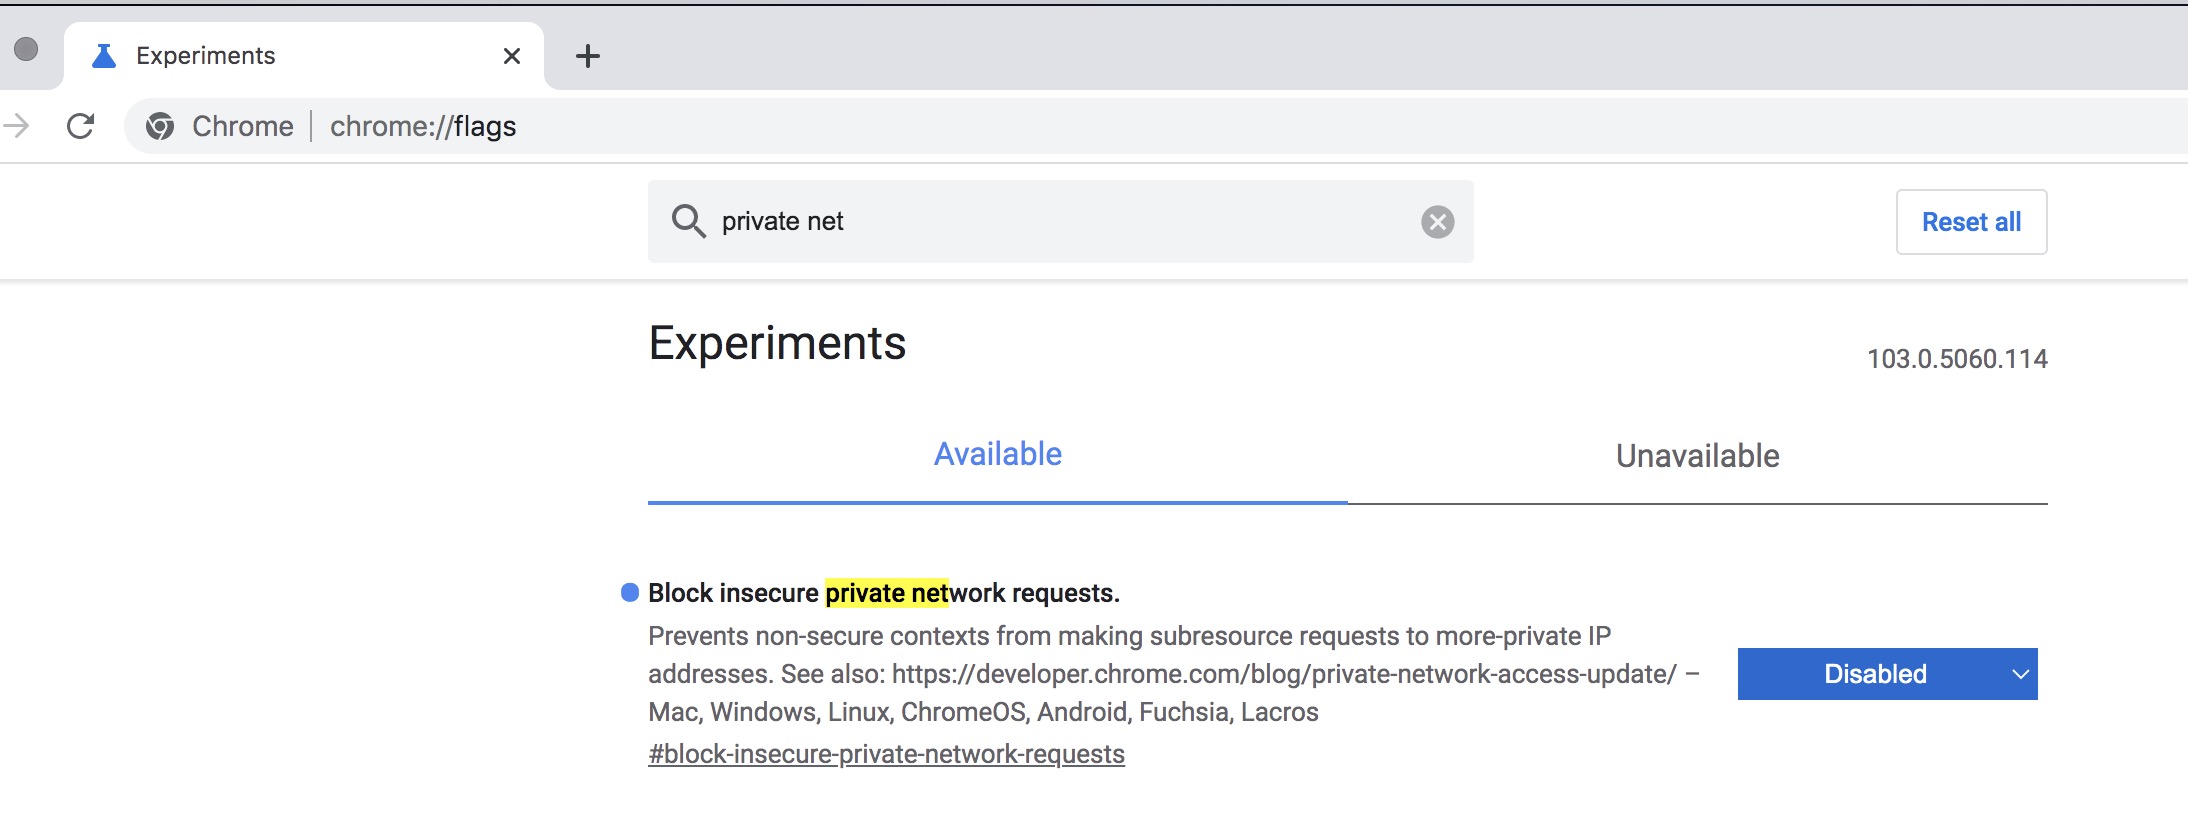 Experiments
Chrome | chrome://flags
private net
Reset all
Experiments
103.0.5060.114
Available
Unavailable
Block insecure private network requests.
Prevents non-secure contexts from making subresource requests to more-private IP
addresses. See also: https://developer.chrome.com/blog/private-network-access-update/ –
Mac, Windows, Linux, ChromeOS, Android, Fuchsia, Lacros
#block-insecure-private-network-requests
Disabled